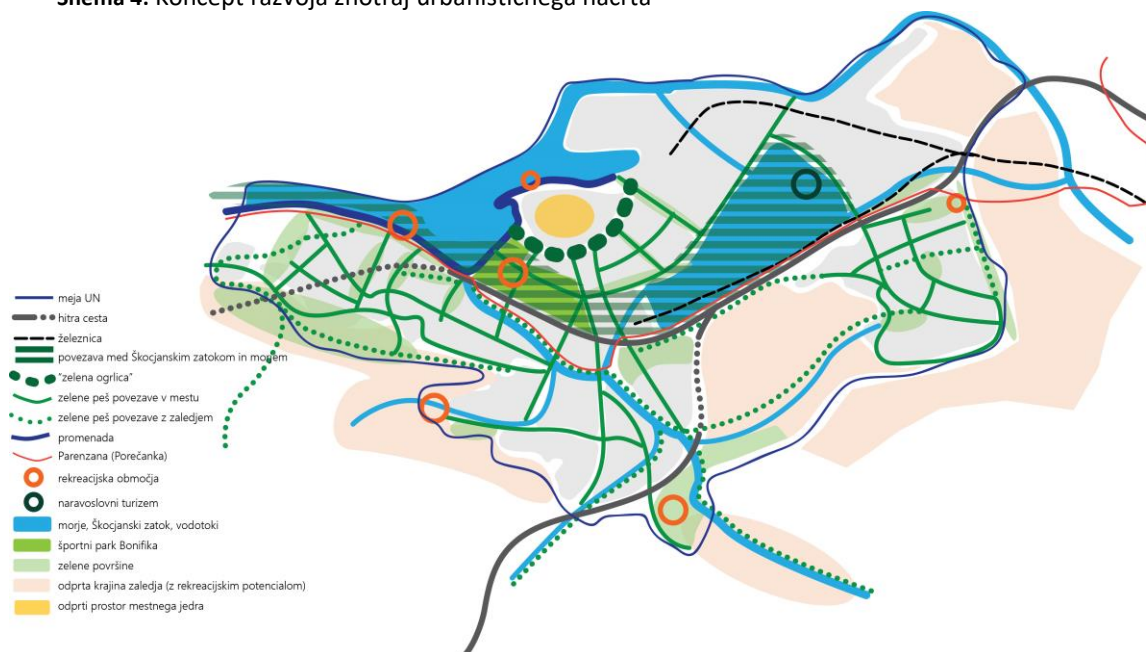 Shema 4: Koncept razvoja znotraj urbanističnega načrta
meja UN
hitra cesta
železnica
povezava med Škocjanskim zatokom in morjem
"zelena ogrlica"
zelene peš povezave v mestu
zelene peš povezave z zaledjem
promenada
Parenzana (Porečanka)
rekreacijska območja
naravoslovni turizem
morje, Škocjanski zatok, vodotoki
športni park Bonifika
zelene površine
odprta krajina zaledja (z rekreacijskim potencialom)
odprti prostor mestnega jedra